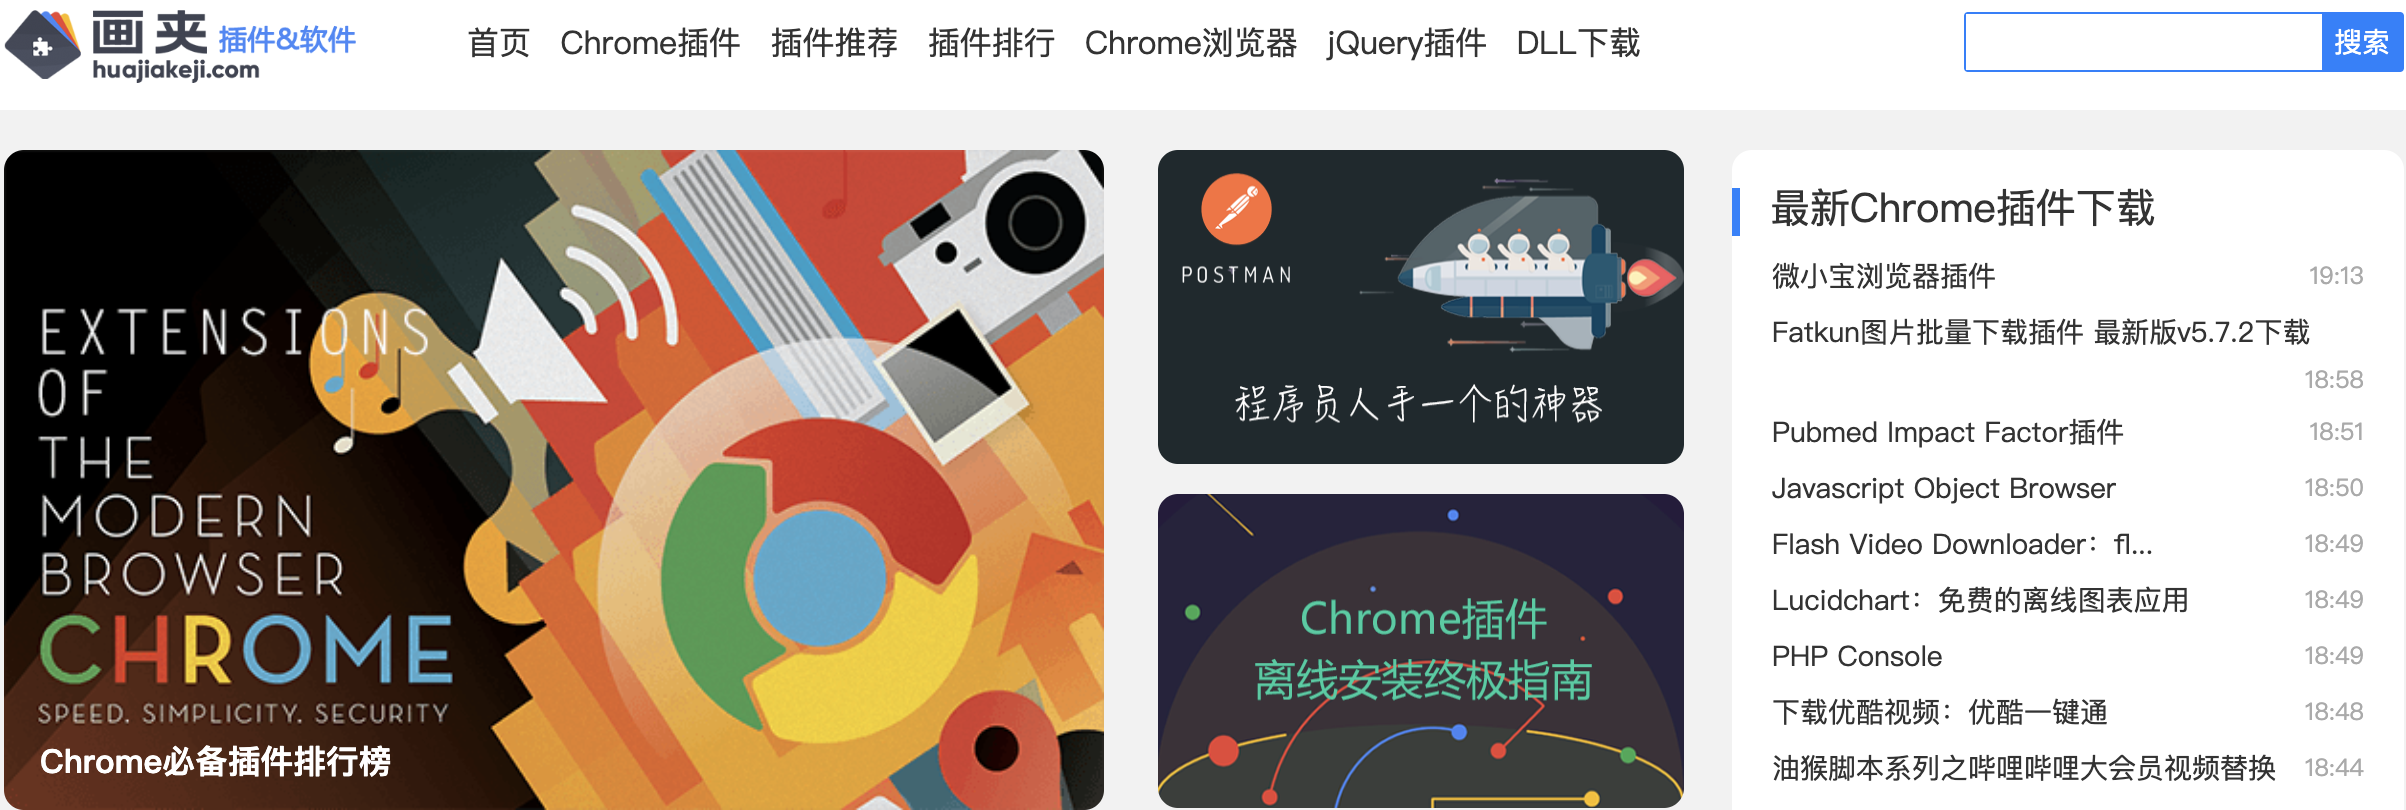 画夹 插件&软件
huajiakeji.com
首页 Chrome插件 插件推荐 插件排行 Chrome浏览器 jQuery插件 DLL下载
搜索
EXTENSIONS
OF
THE
MODERN
BROWSER
CHROME
SPEED. SIMPLICITY. SECURITY
Chrome必备插件排行榜
POSTMAN
程序员人手一个的神器
Chrome插件
离线安装终极指南
最新Chrome插件下载
微小宝浏览器插件 19:13
Fatkun图片批量下载插件 最新版v5.7.2下载
18:58
Pubmed Impact Factor插件 18:51
Javascript Object Browser 18:50
Flash Video Downloader：fl... 18:49
Lucidchart：免费的离线图表应用 18:49
PHP Console 18:49
下载优酷视频：优酷一键通 18:48
油猴脚本系列之哔哩哔哩大会员视频替换 18:44